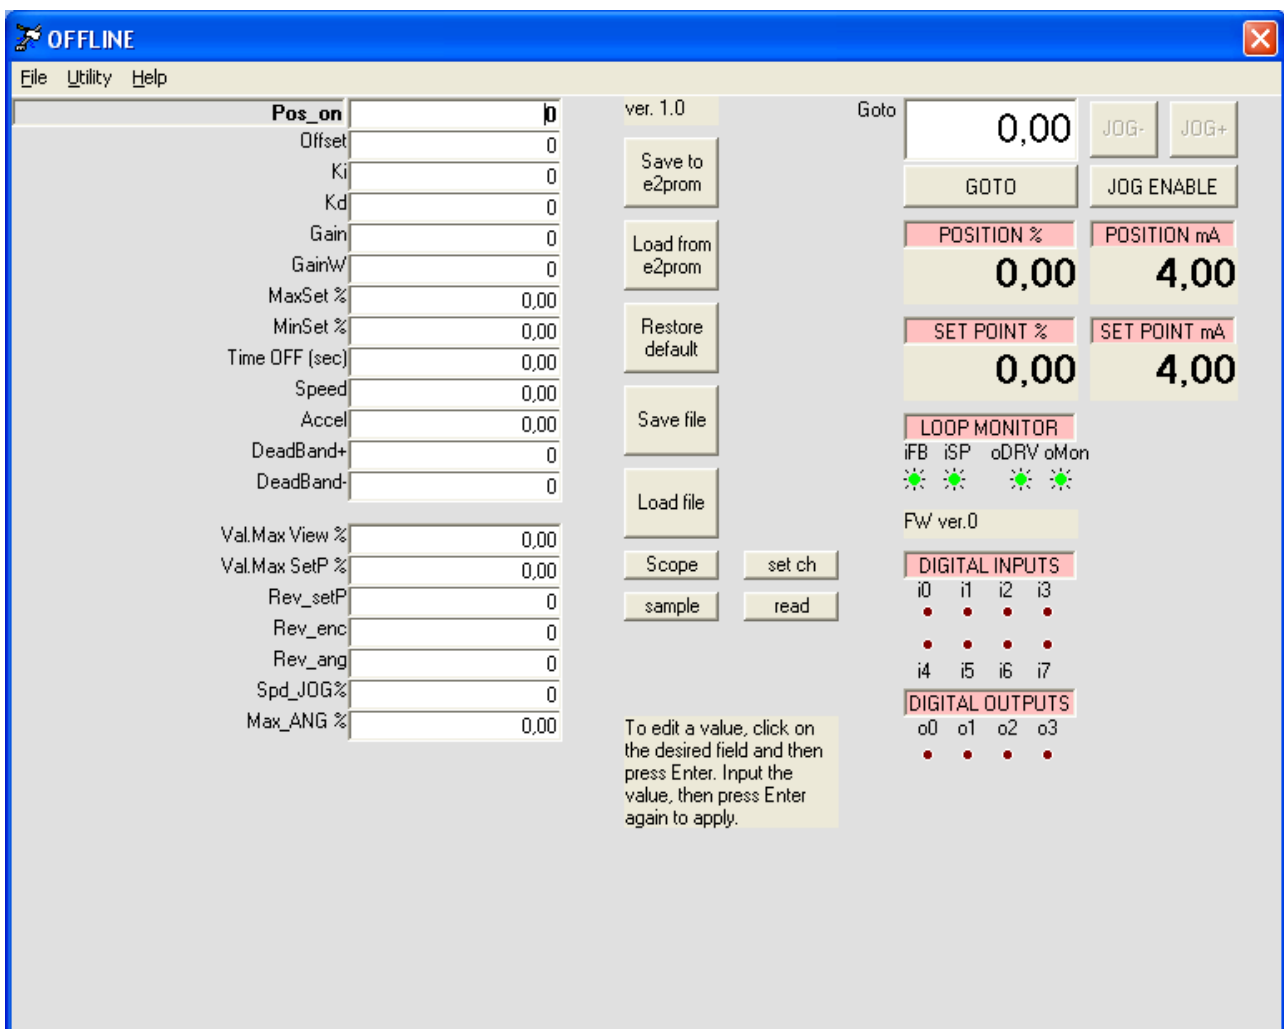 OFFLINE
File Utility Help
Pos_on 0
Offset 0
Ki 0
Kd 0
Gain 0
GainW 0
MaxSet % 0,00
MinSet % 0,00
Time OFF (sec) 0,00
Speed 0,00
Accel 0,00
DeadBand+ 0
DeadBand- 0
Val.Max View % 0,00
Val.Max SetP % 0,00
Rev_setP 0
Rev_enc 0
Rev_ang 0
Spd_JOG% 0
Max_ANG % 0,00
ver. 1.0
Save to
e2prom
Load from
e2prom
Restore
default
Save file
Load file
Scope set ch
sample read
To edit a value, click on
the desired field and then
press Enter. Input the
value, then press Enter
again to apply.
Goto 0,00 JOG- JOG+
GOTO JOG ENABLE
POSITION % POSITION mA
0,00 4,00
SET POINT % SET POINT mA
0,00 4,00
LOOP MONITOR
iFB iSP oDRV oMon
FW ver.0
DIGITAL INPUTS
i0 i1 i2 i3
i4 i5 i6 i7
DIGITAL OUTPUTS
o0 o1 o2 o3